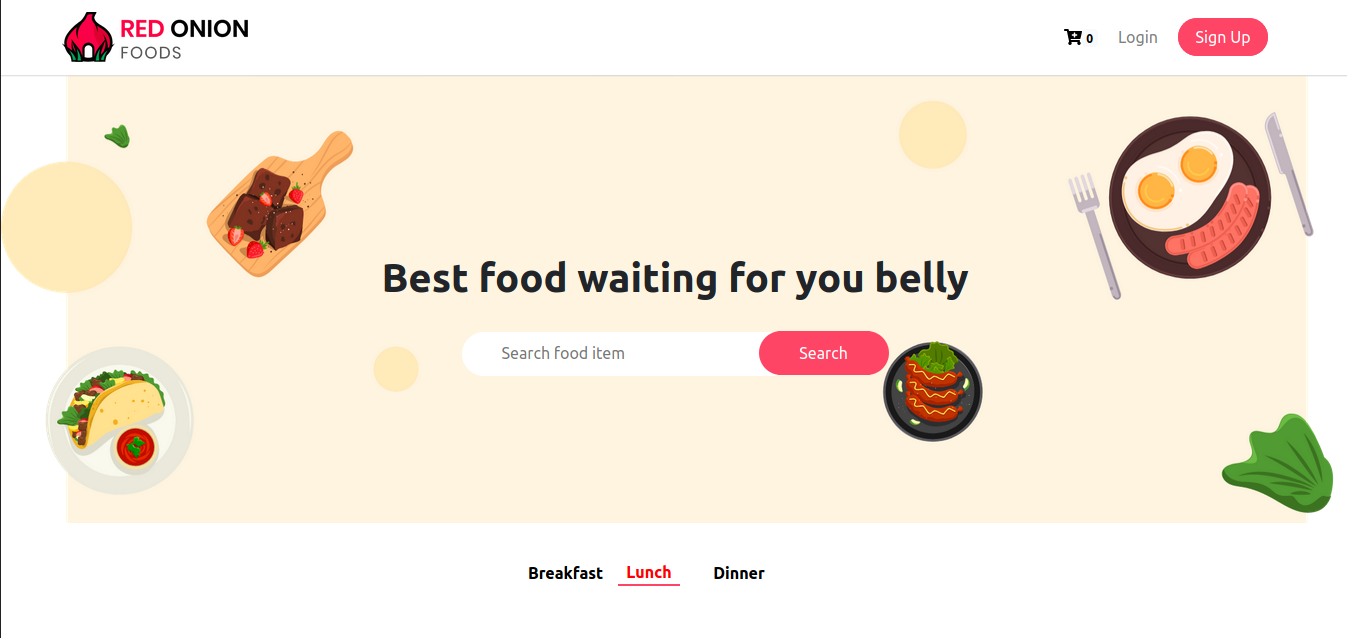 RED ONION
FOODS
0
Login
Sign Up
Best food waiting for you belly
Search food item
Search
Breakfast
Lunch
Dinner